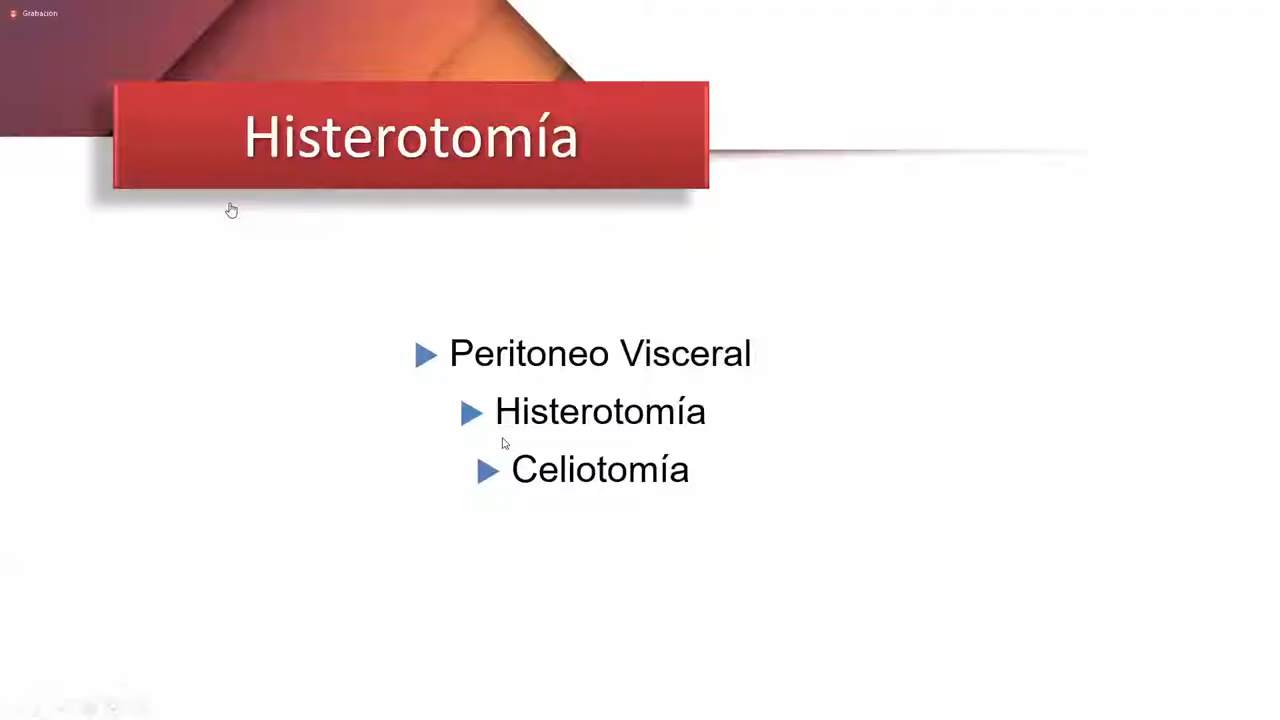 Grabación
Histerotomía
Peritoneo Visceral
Histerotomía
Celiotomía